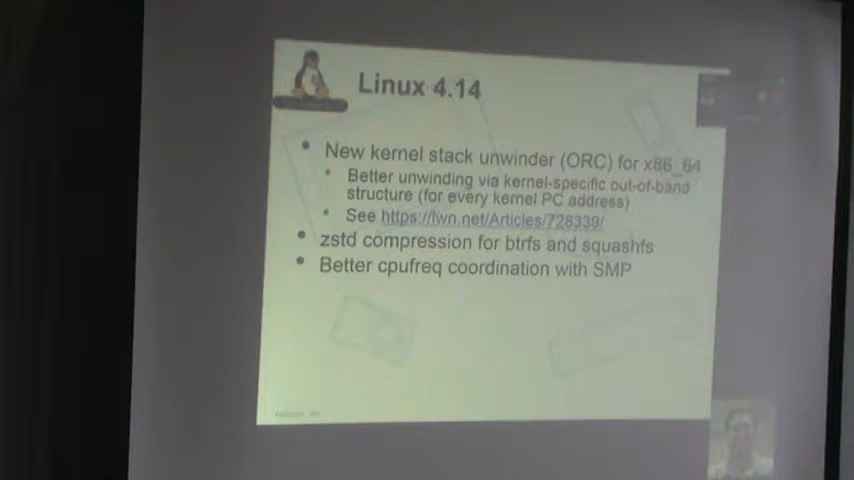 Linux 4.14
New kernel stack unwinder (ORC) for x86_64
Better unwinding via kernel-specific out-of-band
structure (for every kernel PC address)
See https://lwn.net/Articles/728339/
zstd compression for btrfs and squashfs
Better cpufreq coordination with SMP